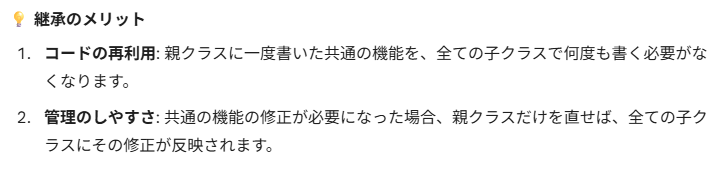 💡 継承のメリット
1. コードの再利用: 親クラスに一度書いた共通の機能を、全ての子クラスで何度も書く必要がな
くなります。
2. 管理のしやすさ: 共通の機能の修正が必要になった場合、親クラスだけを直せば、全ての子ク
ラスにその修正が反映されます。